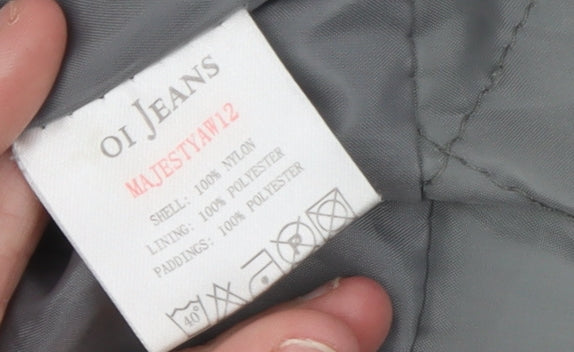 OI JEANS
MAJESTYAW12
SHELL: 100% NYLON
LINING: 100% POLYESTER
PADDINGS: 100% POLYESTER
40° P